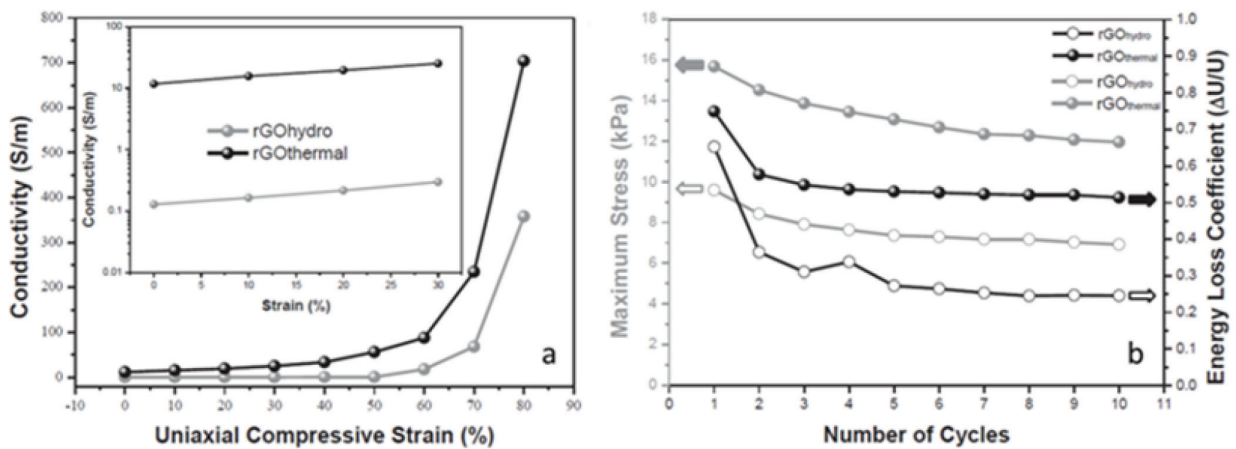 800
700
600
500
400
300
200
100
0
Conductivity (S/m)
-10 0 10 20 30 40 50 60 70 80 90
Uniaxial Compressive Strain (%)
100
10
1
0.1
0.01
Conductivity (S/m)
0 5 10 15 20 25 30
Strain (%)
rGOhydro
rGOthermal
a
18
16
14
12
10
8
6
4
2
0
Maximum Stress (kPa)
0 1 2 3 4 5 6 7 8 9 10 11
Number of Cycles
rGOhydro
rGOthermal
rGOhydro
rGOthermal
b
1.0
0.9
0.8
0.7
0.6
0.5
0.4
0.3
0.2
0.1
0.0
Energy Loss Coefficient (ΔU/U)